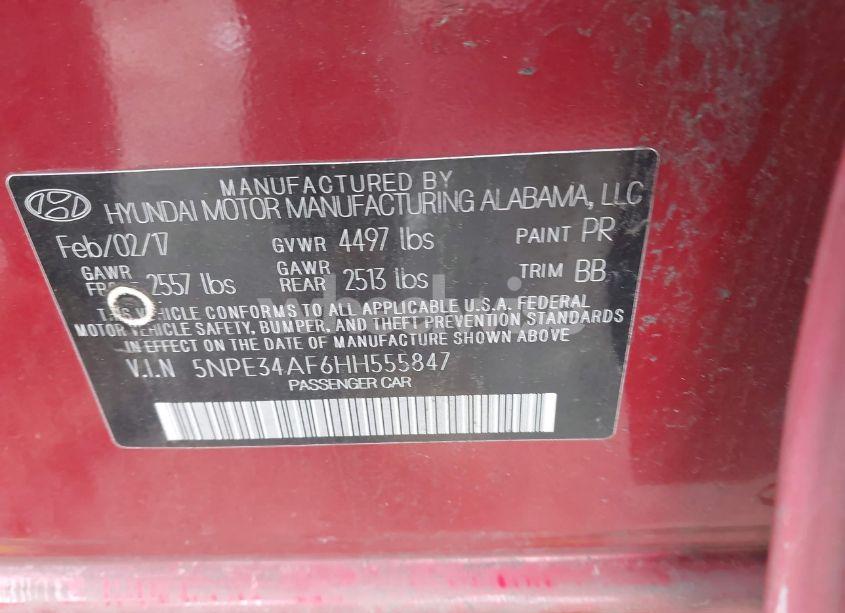 MANUFACTURED BY
HYUNDAI MOTOR MANUFACTURING ALABAMA, LLC
Feb/02/17 GVWR 4497 lbs PAINT PR
GAWR 2557 lbs GAWR REAR 2513 lbs TRIM BB
VEHICLE CONFORMS TO ALL APPLICABLE U.S.A. FEDERAL
MOTOR VEHICLE SAFETY, BUMPER, AND THEFT PREVENTION STANDARDS
IN EFFECT ON THE DATE OF MANUFACTURE SHOWN ABOVE
V.I.N 5NPE34AF6HH555847
PASSENGER CAR